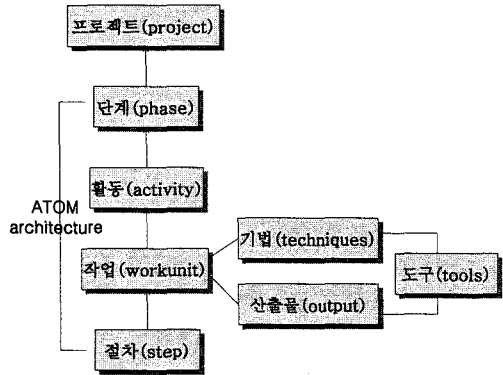 프로젝트(project)
단계(phase)
활동(activity)
ATOM
architecture
작업(workunit)
기법(techniques)
도구(tools)
산출물(output)
절차(step)